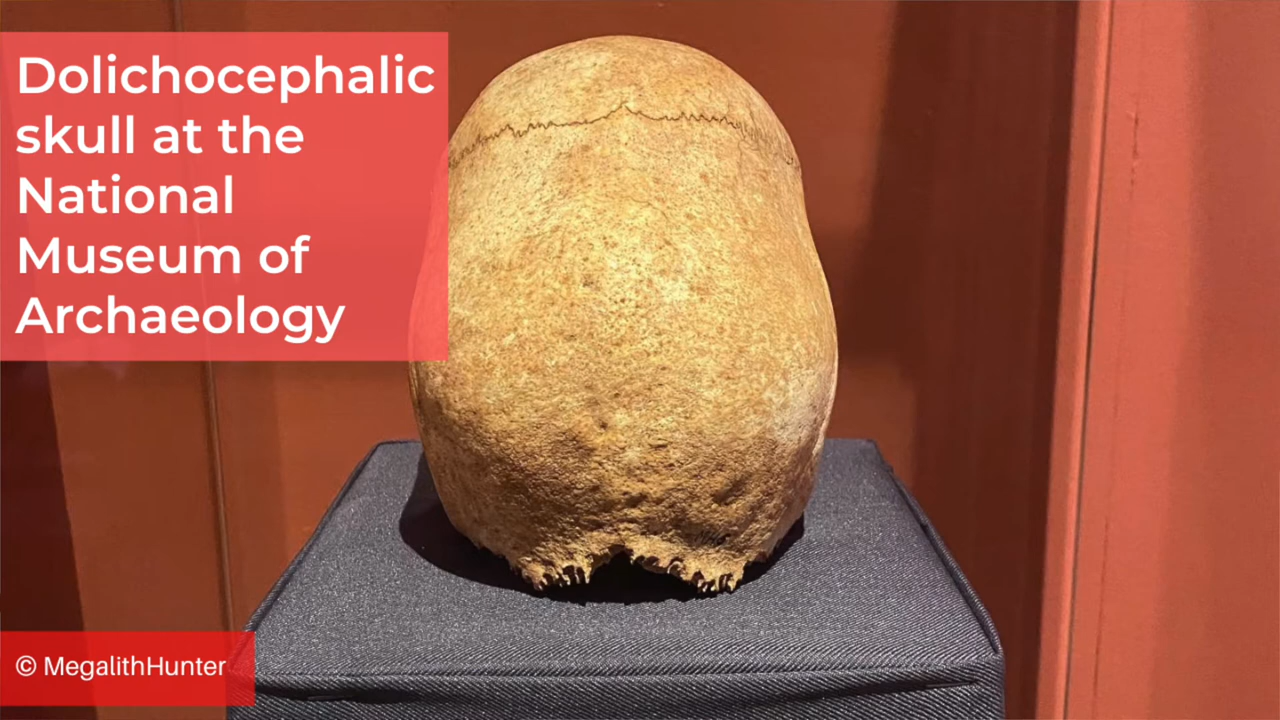 Dolichocephalic
skull at the
National
Museum of
Archaeology
© MegalithHunter